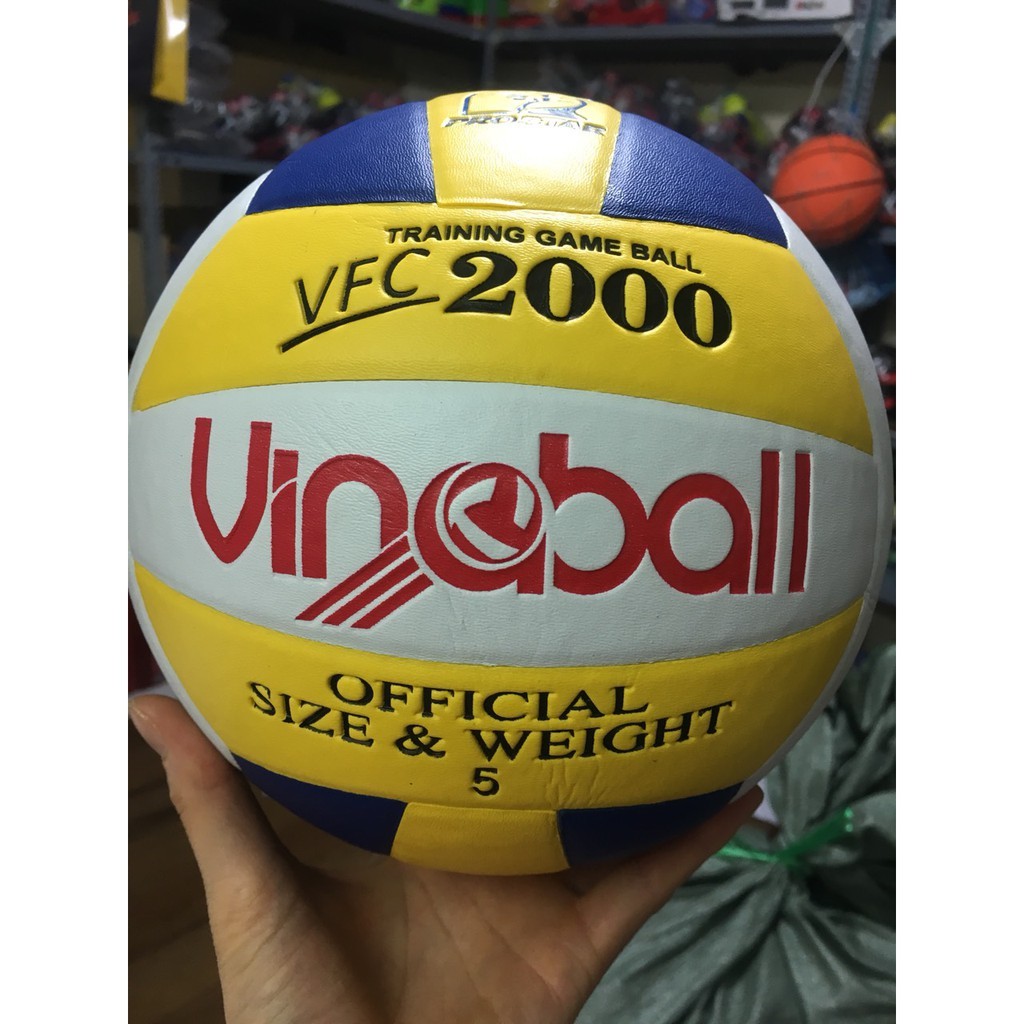 PROSTAR
TRAINING GAME BALL
VFC 2000
Vinaball
OFFICIAL
SIZE & WEIGHT
5